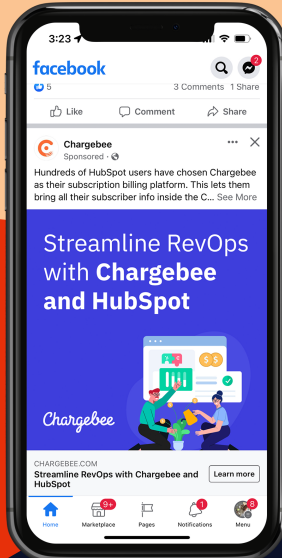 3:23
facebook
2
5
3 Comments 1 Share
Like Comment Share
Chargebee
Sponsored ·
Hundreds of HubSpot users have chosen Chargebee
as their subscription billing platform. This lets them
bring all their subscriber info inside the C... See More
Streamline RevOps
with Chargebee
and HubSpot
Chargebee
CHARGEBEE.COM
Streamline RevOps with Chargebee and
HubSpot
Learn more
9+ 1 8
Home Marketplace Pages Notifications Menu